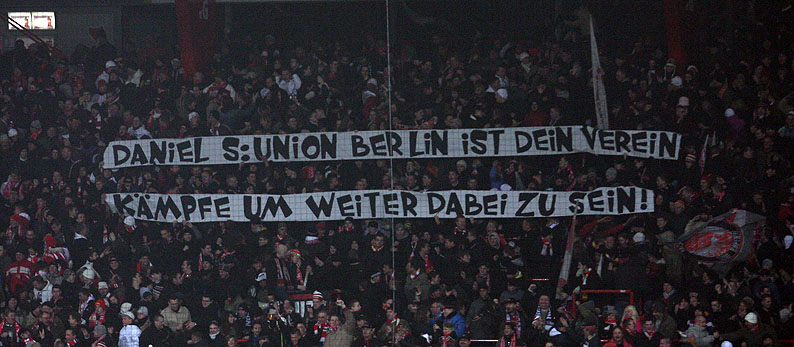 DANIEL S: UNION BERLIN IST DEIN VEREIN
KÄMPFE UM WEITER DABEI ZU SEIN!